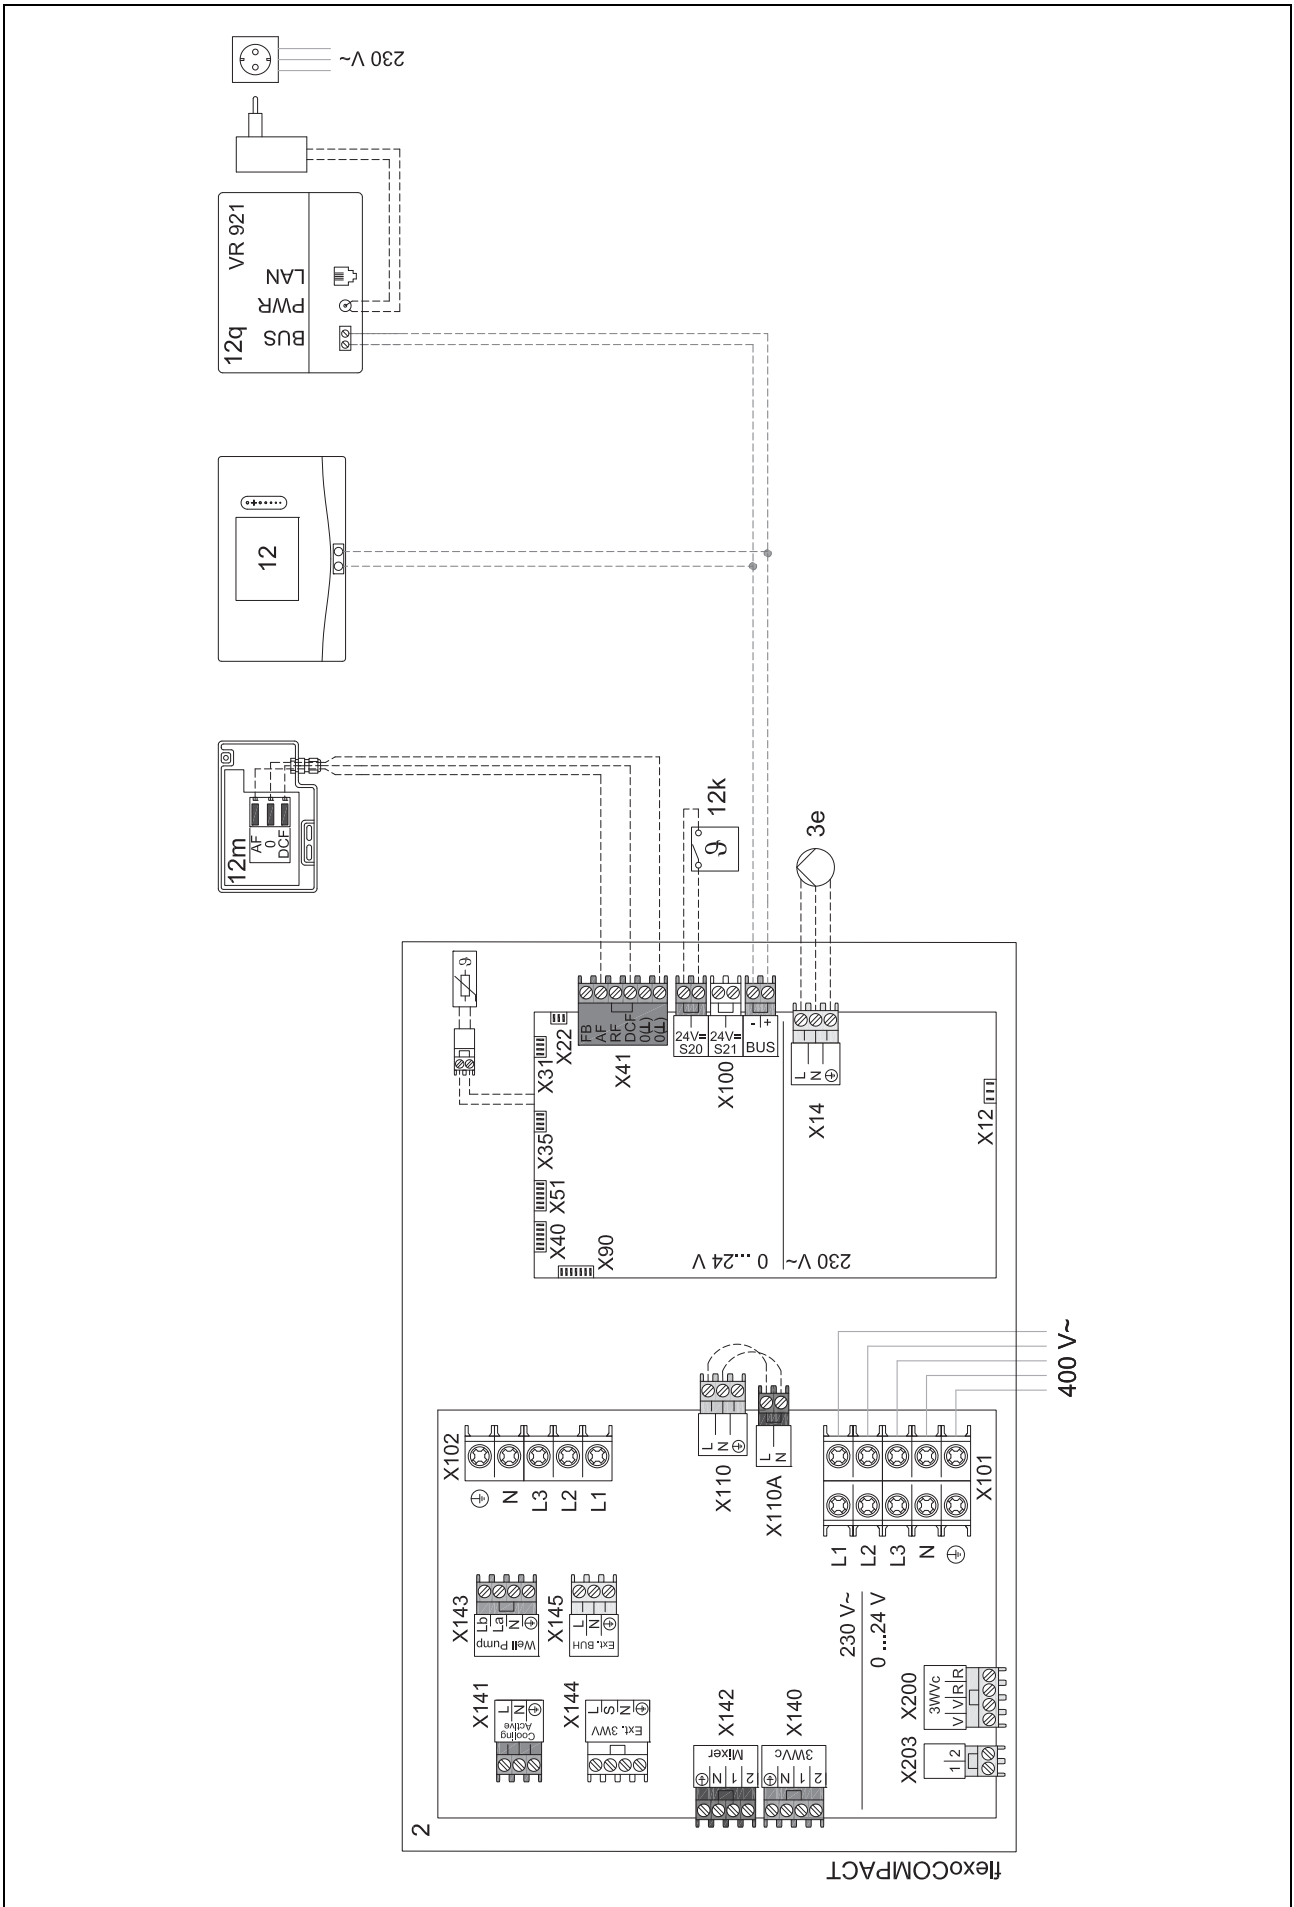 230 V~
VR 921
LAN
PWR
BUS
12q
12
12m
AF
0
DCF
12k
ϑ
3e
ϑ
X22
X31
X35
X51
X40
X90
FB
AF
RF
DCF
0(⊥)
0(⊥)
X41
24V=
S20
24V=
S21
X100
- +
BUS
L
N
X14
X12
0 ...24 V
230 V~
400 V~
X102
N
L3
L2
L1
L
N
X110
L
N
X110A
X101
L1
L2
L3
N
X143
Lb
La
N
Well Pump
X145
L
N
Ext. BUH
X141
L
N
Cooling
Active
X144
L
S
N
Ext. 3WV
X142
Mixer
N 1 2
X140
3WVc
N 1 2
230 V~
0 ...24 V
X200
3WVc
V V R R
X203
1 2
2
flexoCOMPACT